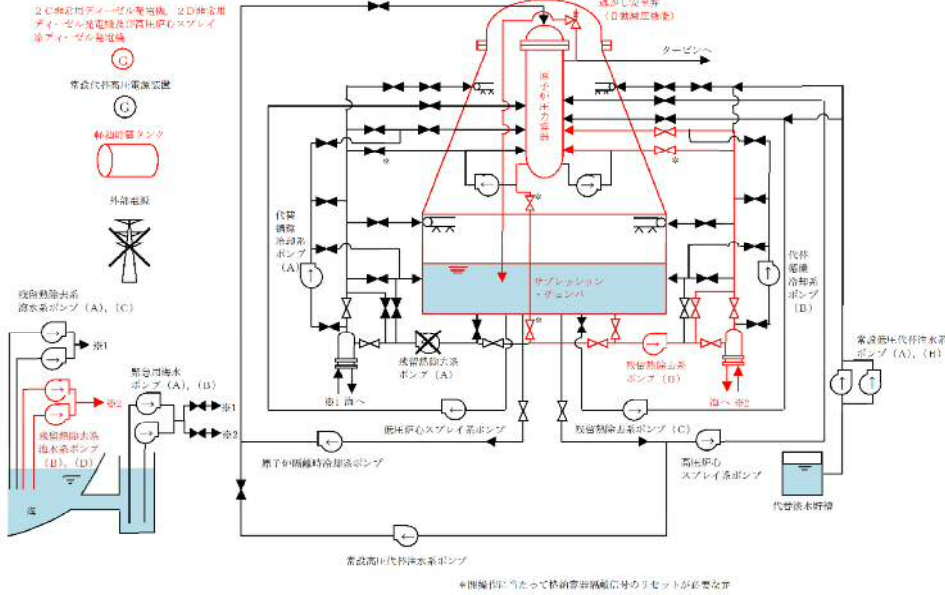 2C非常用ディーゼル発電機，2D非常用
ディーゼル発電機及び高圧炉心スプレイ
系ディーゼル発電機
G
常設代替高圧電源装置
G
軽油貯蔵タンク
外部電源
残留熱除去系
海水系ポンプ（A），（C）
※1
※2
残留熱除去系
海水系ポンプ
（B），（D）
海
緊急用海水
ポンプ（A），（B）
※1
※2
逃がし安全弁
（自動減圧機能）
タービンへ
原子炉圧力容器
*
*
*
代替
循環
冷却系
ポンプ
（A）
サプレッション
・チェンバ
*
代替
循環
冷却系
ポンプ
（B）
残留熱除去系
ポンプ（A）
残留熱除去系
ポンプ（B）
※1 海へ
海へ ※2
常設低圧代替注水系
ポンプ（A），（B）
低圧炉心スプレイ系ポンプ
残留熱除去系ポンプ（C）
原子炉隔離時冷却系ポンプ
高圧炉心
スプレイ系ポンプ
代替淡水貯槽
常設高圧代替注水系ポンプ
＊開操作に当たって格納容器隔離信号のリセットが必要な弁